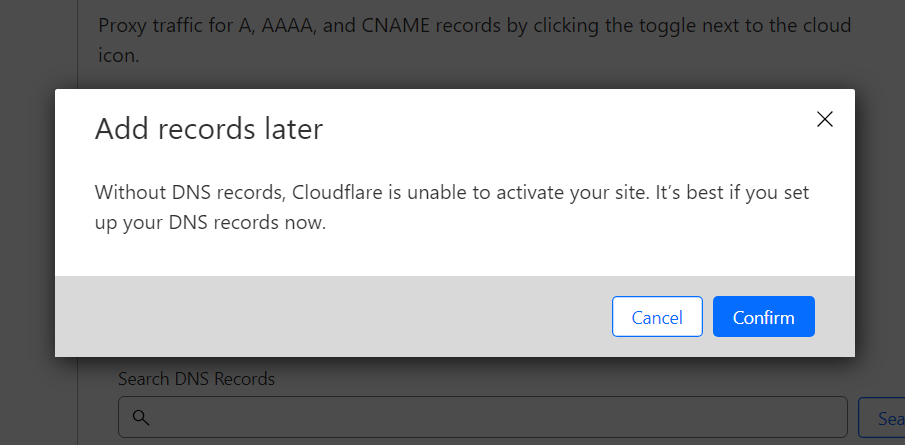 Proxy traffic for A, AAAA, and CNAME records by clicking the toggle next to the cloud
icon.
Add records later
Without DNS records, Cloudflare is unable to activate your site. It’s best if you set
up your DNS records now.
Cancel
Confirm
Search DNS Records
Sea